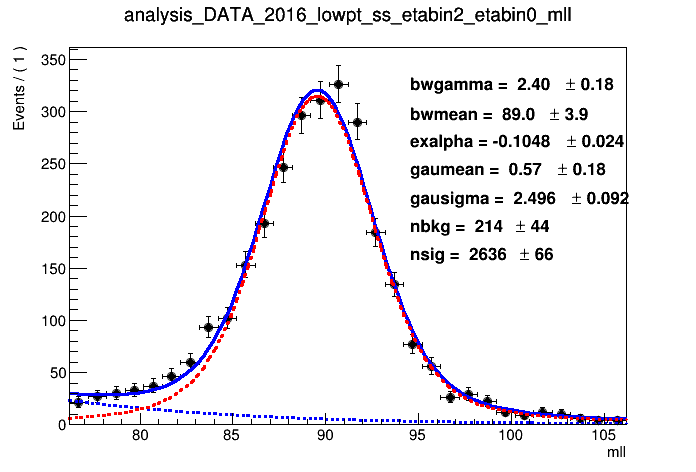 analysis_DATA_2016_lowpt_ss_etabin2_etabin0_mll
Events / ( 1 )
350
300
250
200
150
100
50
0
bwgamma = 2.40 ± 0.18
bwmean = 89.0 ± 3.9
exalpha = -0.1048 ± 0.024
gaumean = 0.57 ± 0.18
gausigma = 2.496 ± 0.092
nbkg = 214 ± 44
nsig = 2636 ± 66
80 85 90 95 100 105
mll